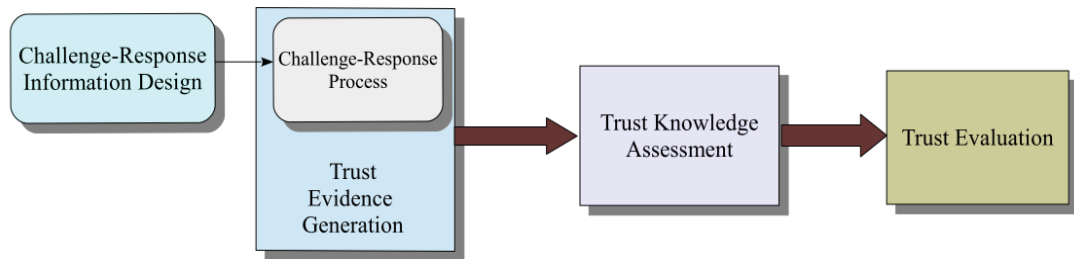 Challenge-Response
Information Design
Challenge-Response
Process
Trust
Evidence
Generation
Trust Knowledge
Assessment
Trust Evaluation